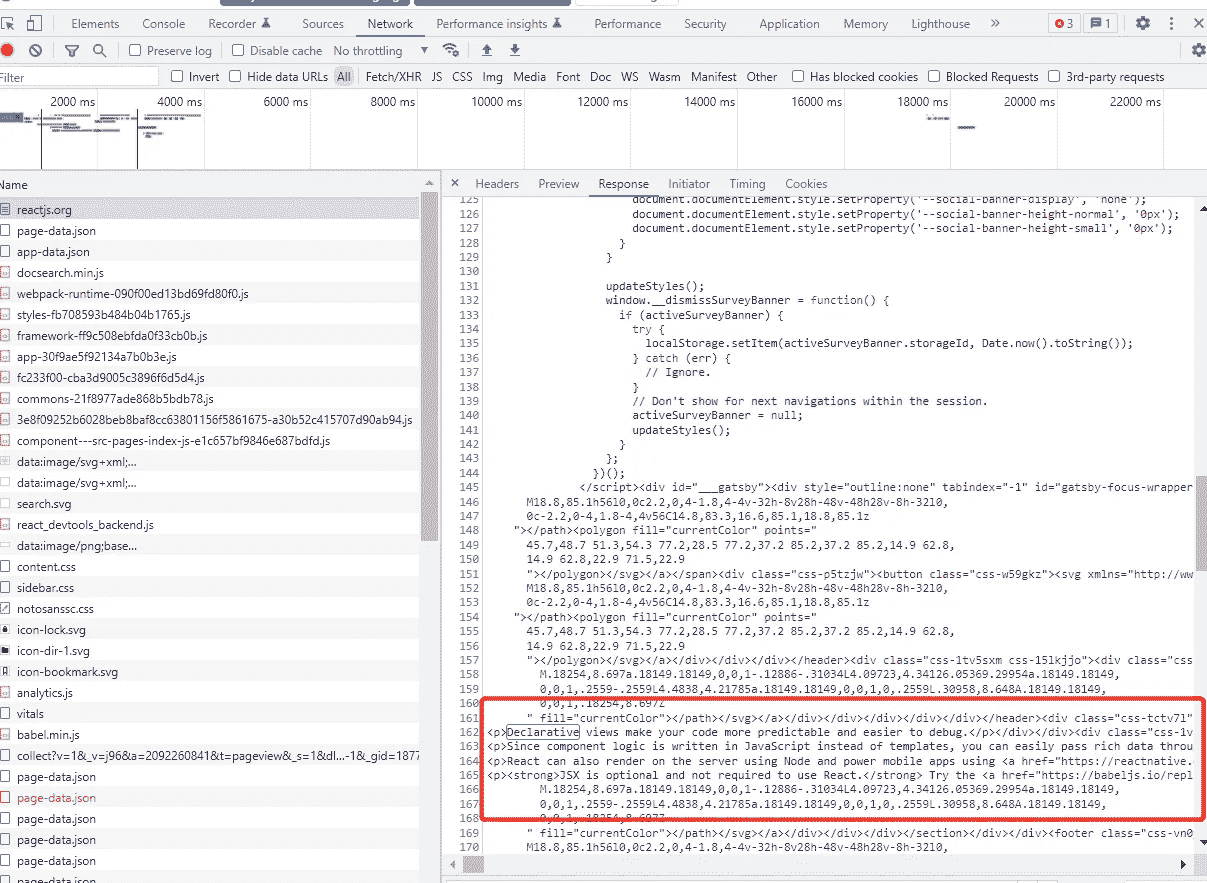 Elements Console Recorder Sources Network Performance insights Performance Security Application Memory Lighthouse » 3 1
Preserve log Disable cache No throttling
Filter Invert Hide data URLs All Fetch/XHR JS CSS Img Media Font Doc WS Wasm Manifest Other Has blocked cookies Blocked Requests 3rd-party requests
2000 ms 4000 ms 6000 ms 8000 ms 10000 ms 12000 ms 14000 ms 16000 ms 18000 ms 20000 ms 22000 ms
Name
reactjs.org
page-data.json
app-data.json
docsearch.min.js
webpack-runtime-090f00ed13bd69fd80f0.js
styles-fb708593b484b04b1765.js
framework-ff9c508ebfda0f33cb0b.js
app-30f9ae5f92134a7b0b3e.js
fc233f00-cba3d9005c3896f6d5d4.js
commons-21f8977ade868b5bdb78.js
3e8f09252b6028beb8baf8cc63801156f5861675-a30b52c415707d90ab94.js
component---src-pages-index-js-e1c657bf9846e687bdfd.js
data:image/svg+xml;...
data:image/svg+xml;...
search.svg
react_devtools_backend.js
data:image/png;base...
content.css
sidebar.css
notosanssc.css
icon-lock.svg
icon-dir-1.svg
icon-bookmark.svg
analytics.js
vitals
babel.min.js
collect?v=1&_v=j96&a=2092260841&t=pageview&_s=1&dl...-1&_gid=1877
page-data.json
page-data.json
page-data.json
page-data.json
page-data.json
page-data.json
× Headers Preview Response Initiator Timing Cookies
125 document.documentElement.style.setProperty('--social-banner-display', 'none');
126 document.documentElement.style.setProperty('--social-banner-height-normal', '0px');
127 document.documentElement.style.setProperty('--social-banner-height-small', '0px');
128 }
129 }
130
131 updateStyles();
132 window.__dismissSurveyBanner = function() {
133 if (activeSurveyBanner) {
134 try {
135 localStorage.setItem(activeSurveyBanner.storageId, Date.now().toString());
136 } catch (err) {
137 // Ignore.
138 }
139 // Don't show for next navigations within the session.
140 activeSurveyBanner = null;
141 updateStyles();
142 }
143 };
144 })();
145 </script><div id="___gatsby"><div style="outline:none" tabindex="-1" id="gatsby-focus-wrapper
146 M18.8,85.1h56l0,0c2.2,0,4-1.8,4-4v-32h-8v28h-48v-48h28v-8h-32l0,
147 0c-2.2,0-4,1.8-4,4v56C14.8,83.3,16.6,85.1,18.8,85.1z
148 "></path><polygon fill="currentColor" points="
149 45.7,48.7 51.3,54.3 77.2,28.5 77.2,37.2 85.2,37.2 85.2,14.9 62.8,
150 14.9 62.8,22.9 71.5,22.9
151 "></polygon></svg></a></span><div class="css-p5tzjw"><button class="css-w59gkz"><svg xmlns="http://ww
152 M18.8,85.1h56l0,0c2.2,0,4-1.8,4-4v-32h-8v28h-48v-48h28v-8h-32l0,
153 0c-2.2,0-4,1.8-4,4v56C14.8,83.3,16.6,85.1,18.8,85.1z
154 "></path><polygon fill="currentColor" points="
155 45.7,48.7 51.3,54.3 77.2,28.5 77.2,37.2 85.2,37.2 85.2,14.9 62.8,
156 14.9 62.8,22.9 71.5,22.9
157 "></polygon></svg></a></div></div></div></header><div class="css-1tv5sxm css-15lkjjo"><div class="css
158 M.18254,8.697a.18149.18149,0,0,1-.12886-.31034L4.09723,4.34126.05369.29954a.18149.18149,
159 0,0,1,.2559-.2559L4.4838,4.21785a.18149.18149,0,0,1,0,.2559L.30958,8.648A.18149.18149,
160 0,0,1,.18254,8.697Z
161 " fill="currentColor"></path></svg></a></div></div></div></div></div></header><div class="css-tctv7l"
162 <p>Declarative views make your code more predictable and easier to debug.</p></div></div><div class="css-1v
163 <p>Since component logic is written in JavaScript instead of templates, you can easily pass rich data throu
164 <p>React can also render on the server using Node and power mobile apps using <a href="https://reactnative.
165 <p><strong>JSX is optional and not required to use React.</strong> Try the <a href="https://babeljs.io/repl
166 M.18254,8.697a.18149.18149,0,0,1-.12886-.31034L4.09723,4.34126.05369.29954a.18149.18149,
167 0,0,1,.2559-.2559L4.4838,4.21785a.18149.18149,0,0,1,0,.2559L.30958,8.648A.18149.18149,
168 0,0,1,.18254,8.697Z
169 " fill="currentColor"></path></svg></a></div></div></div></section></div></div><footer class="css-vn0
170 M18.8,85.1h56l0,0c2.2,0,4-1.8,4-4v-32h-8v28h-48v-48h28v-8h-32l0,